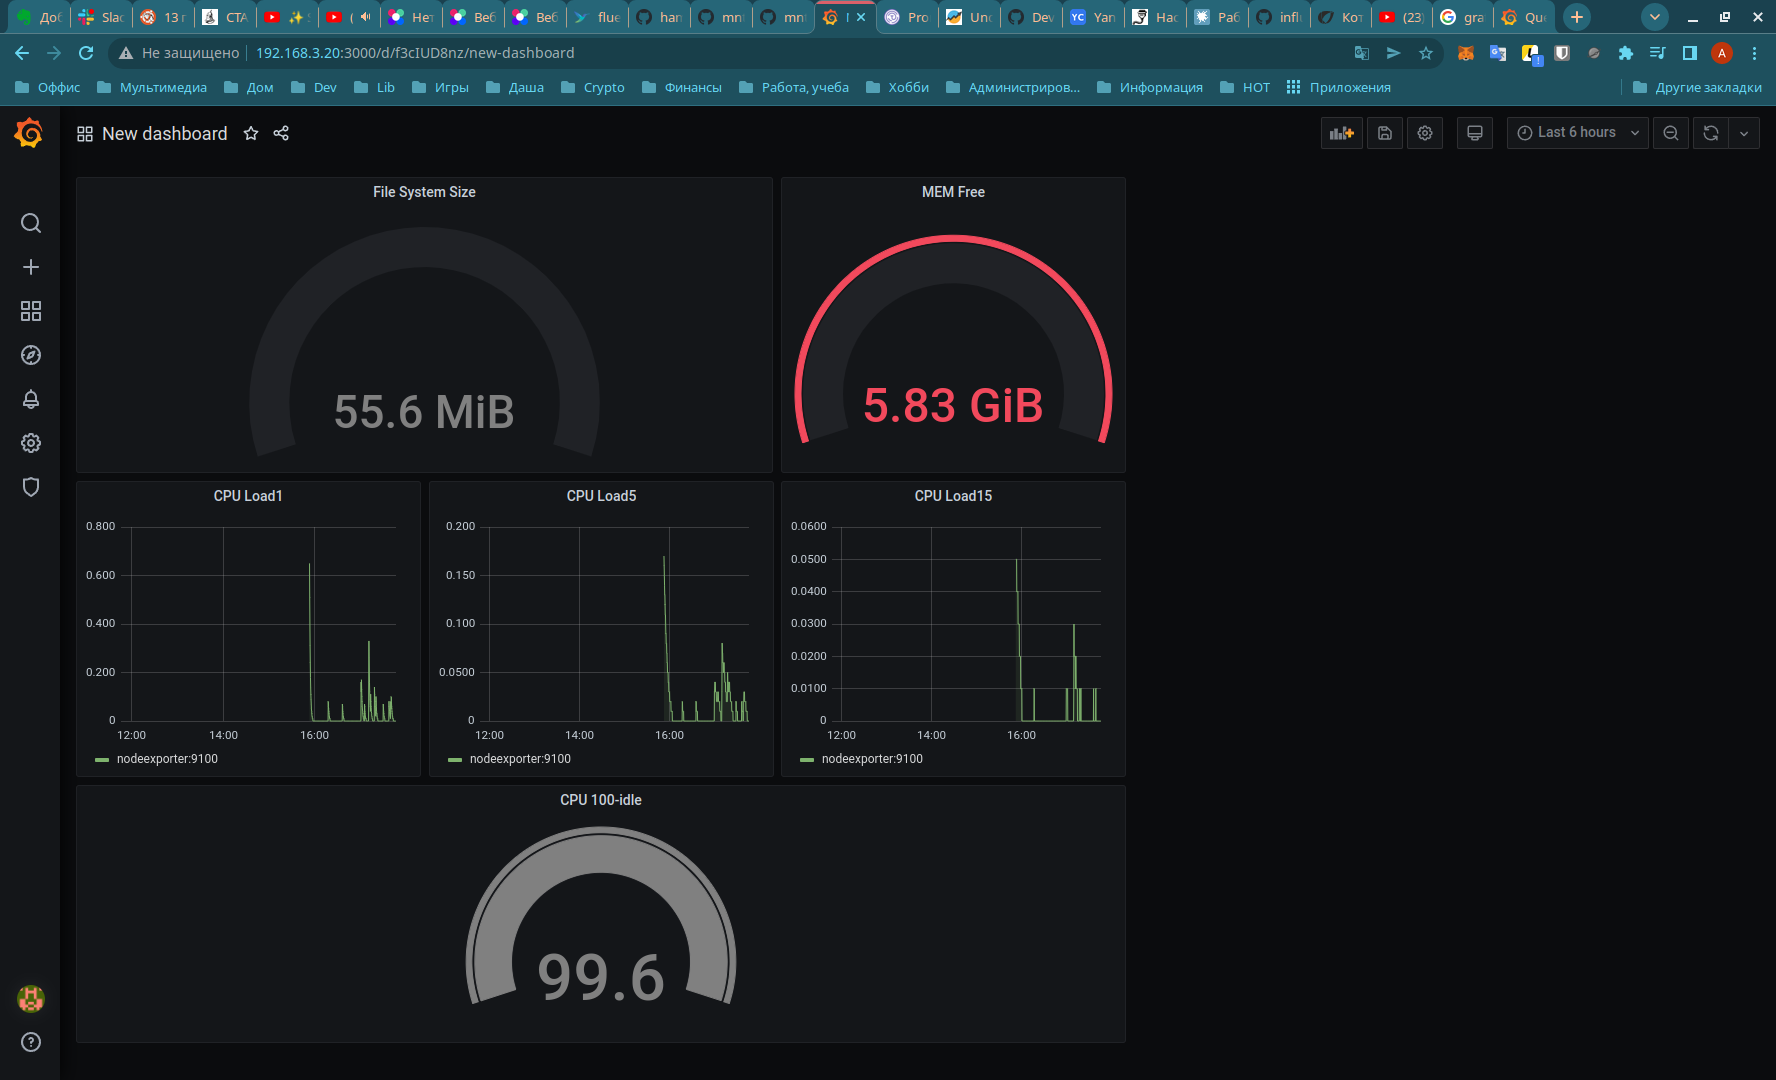 Доб Slac 13 г СТА ✨ ( Нет Веб Веб flue han mn mnt Pro Unc Dev YC Yan Нас Раб infl Кот (23) gra Que
Не защищено 192.168.3.20:3000/d/f3cIUD8nz/new-dashboard A
Оффис Мультимедиа Дом Dev Lib Игры Даша Crypto Финансы Работа, учеба Хобби Администриров... Информация HOT Приложения Другие закладки
New dashboard Last 6 hours
File System Size
55.6 MiB
MEM Free
5.83 GiB
CPU Load1
0.800
0.600
0.400
0.200
0
12:00 14:00 16:00
nodeexporter:9100
CPU Load5
0.200
0.150
0.100
0.0500
0
12:00 14:00 16:00
nodeexporter:9100
CPU Load15
0.0600
0.0500
0.0400
0.0300
0.0200
0.0100
0
12:00 14:00 16:00
nodeexporter:9100
CPU 100-idle
99.6